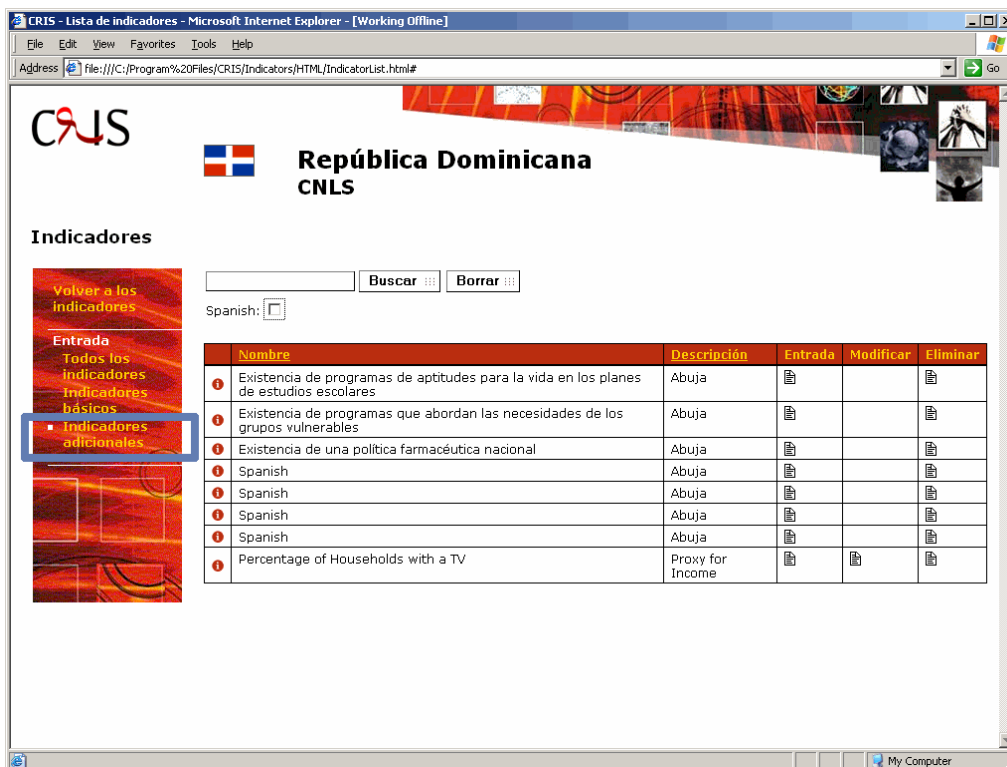 CRIS - Lista de indicadores - Microsoft Internet Explorer - [Working Offline]
File Edit View Favorites Tools Help
Address file:///C:/Program%20Files/CRIS/Indicators/HTML/IndicatorList.html# Go
CRIS
República Dominicana
CNLS
Indicadores
Volver a los
indicadores
Entrada
Todos los
indicadores
Indicadores
básicos
Indicadores
adicionales
Buscar Borrar
Spanish:
Nombre Descripción Entrada Modificar Eliminar
Existencia de programas de aptitudes para la vida en los planes
de estudios escolares Abuja
Existencia de programas que abordan las necesidades de los
grupos vulnerables Abuja
Existencia de una política farmacéutica nacional Abuja
Spanish Abuja
Spanish Abuja
Spanish Abuja
Spanish Abuja
Percentage of Households with a TV Proxy for
Income
My Computer